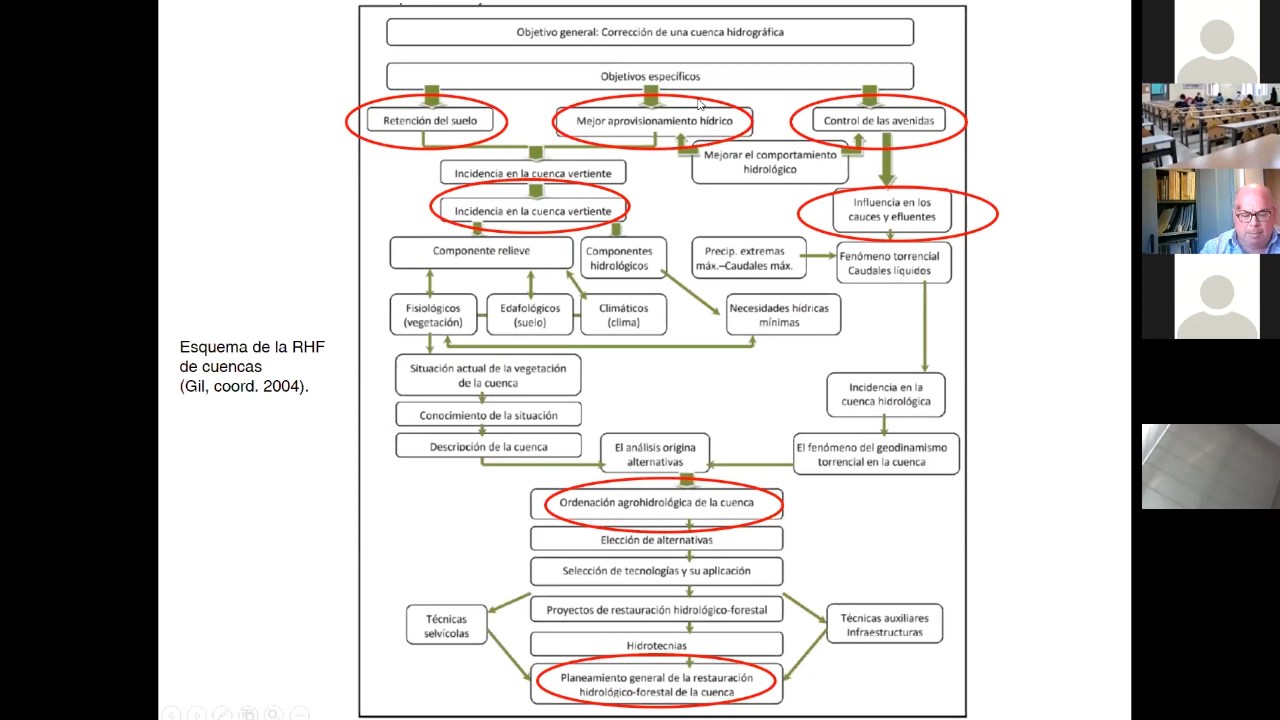 Objetivo general: Corrección de una cuenca hidrográfica
Objetivos específicos
Retención del suelo
Mejor aprovisionamiento hídrico
Control de las avenidas
Mejorar el comportamiento
hidrológico
Incidencia en la cuenca vertiente
Incidencia en la cuenca vertiente
Influencia en los
cauces y efluentes
Componente relieve
Componentes
hidrológicos
Precip. extremas
máx.–Caudales máx.
Fenómeno torrencial
Caudales líquidos
Fisiológicos
(vegetación)
Edafológicos
(suelo)
Climáticos
(clima)
Necesidades hídricas
mínimas
Esquema de la RHF
de cuencas
(Gil, coord. 2004).
Situación actual de la vegetación
de la cuenca
Incidencia en la
cuenca hidrológica
Conocimiento de la situación
Descripción de la cuenca
El análisis origina
alternativas
El fenómeno del geodinamismo
torrencial en la cuenca
Ordenación agrohidrológica de la cuenca
Elección de alternativas
Selección de tecnologías y su aplicación
Proyectos de restauración hidrológico-forestal
Técnicas
selvícolas
Técnicas auxiliares
Infraestructuras
Hidrotecnias
Planeamiento general de la restauración
hidrológico-forestal de la cuenca